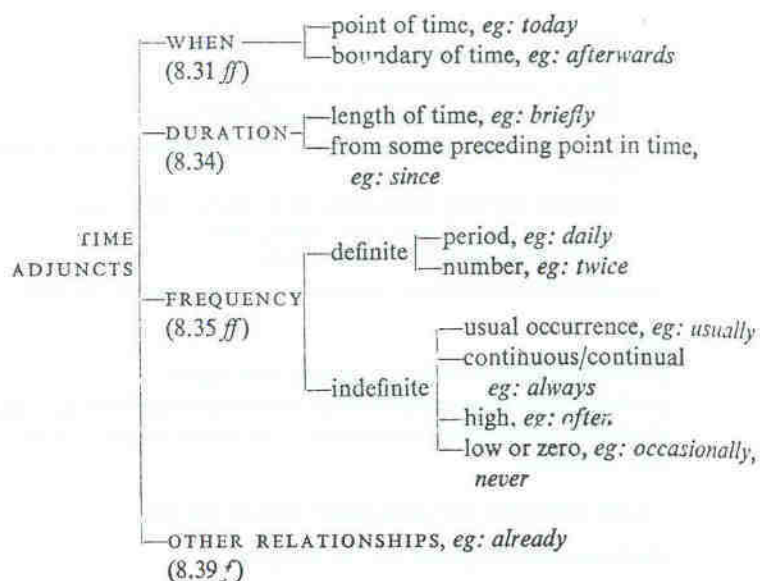 WHEN
point of time, eg: today
boundary of time, eg: afterwards
(8.31 ff)
DURATION
length of time, eg: briefly
(8.34)
from some preceding point in time,
eg: since
TIME
ADJUNCTS
FREQUENCY
(8.35 ff)
definite
period, eg: daily
number, eg: twice
indefinite
usual occurrence, eg: usually
continuous/continual
eg: always
high, eg: often
low or zero, eg: occasionally,
never
OTHER RELATIONSHIPS, eg: already
(8.39 f)